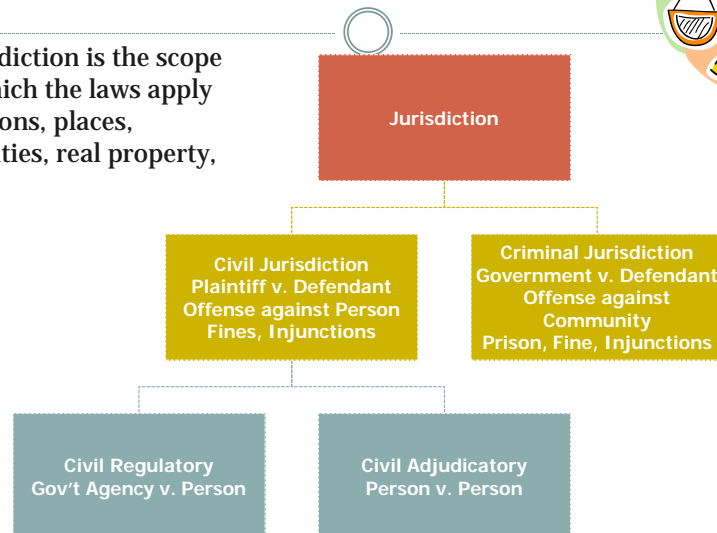 diction is the scope
hich the laws apply
ons, places,
ties, real property,
Jurisdiction
Civil Jurisdiction
Plaintiff v. Defendant
Offense against Person
Fines, Injunctions
Criminal Jurisdiction
Government v. Defendant
Offense against
Community
Prison, Fine, Injunctions
Civil Regulatory
Gov't Agency v. Person
Civil Adjudicatory
Person v. Person